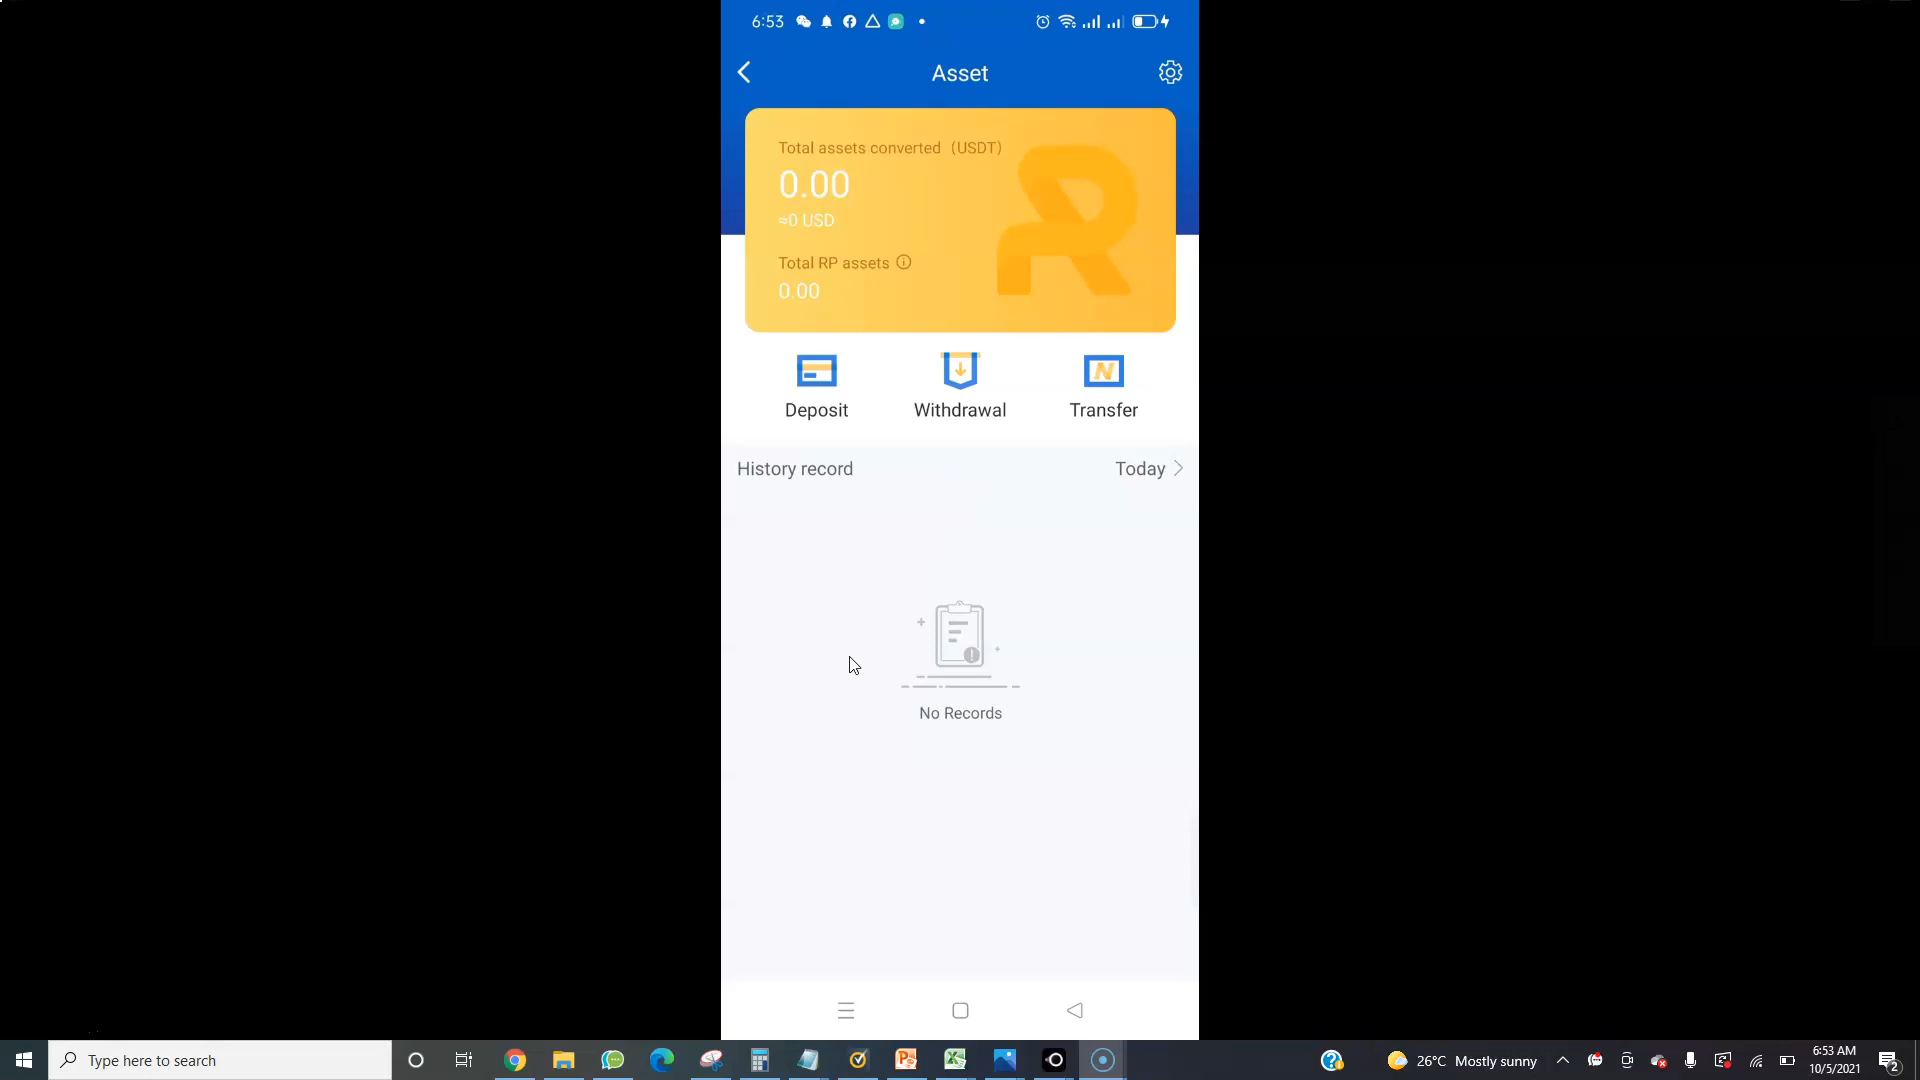 6:53
Asset
Total assets converted（USDT）
0.00
≈0 USD
Total RP assets
0.00
Deposit
Withdrawal
Transfer
History record
Today
No Records
Type here to search
26°C Mostly sunny
6:53 AM
10/5/2021
2